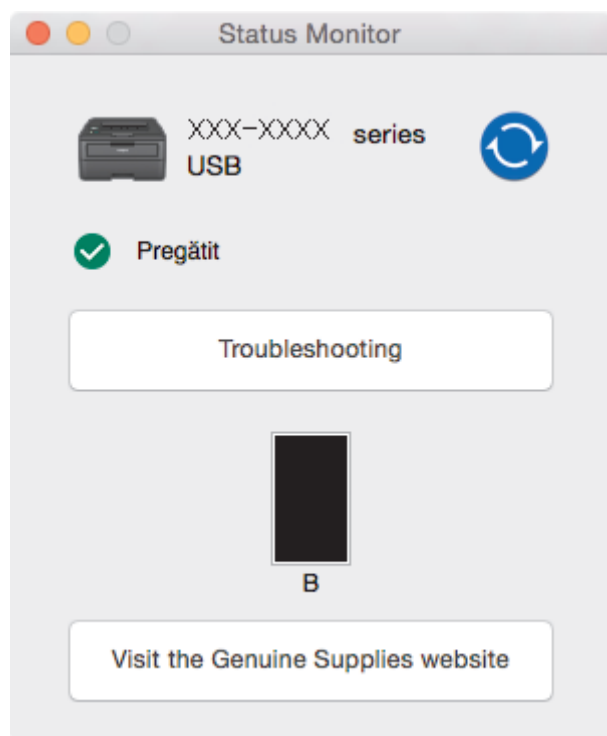 Status Monitor
XXX-XXXX series
USB
Pregătit
Troubleshooting
B
Visit the Genuine Supplies website